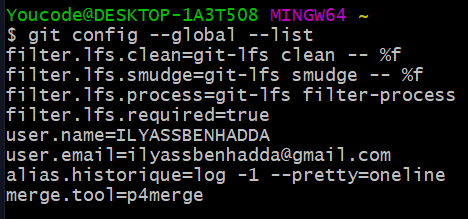 Youcode@DESKTOP-1A3T508 MINGW64 ~
$ git config --global --list
filter.lfs.clean=git-lfs clean -- %f
filter.lfs.smudge=git-lfs smudge -- %f
filter.lfs.process=git-lfs filter-process
filter.lfs.required=true
user.name=ILYASSBENHADDA
user.email=ilyassbenhadda@gmail.com
alias.historique=log -1 --pretty=oneline
merge.tool=p4merge